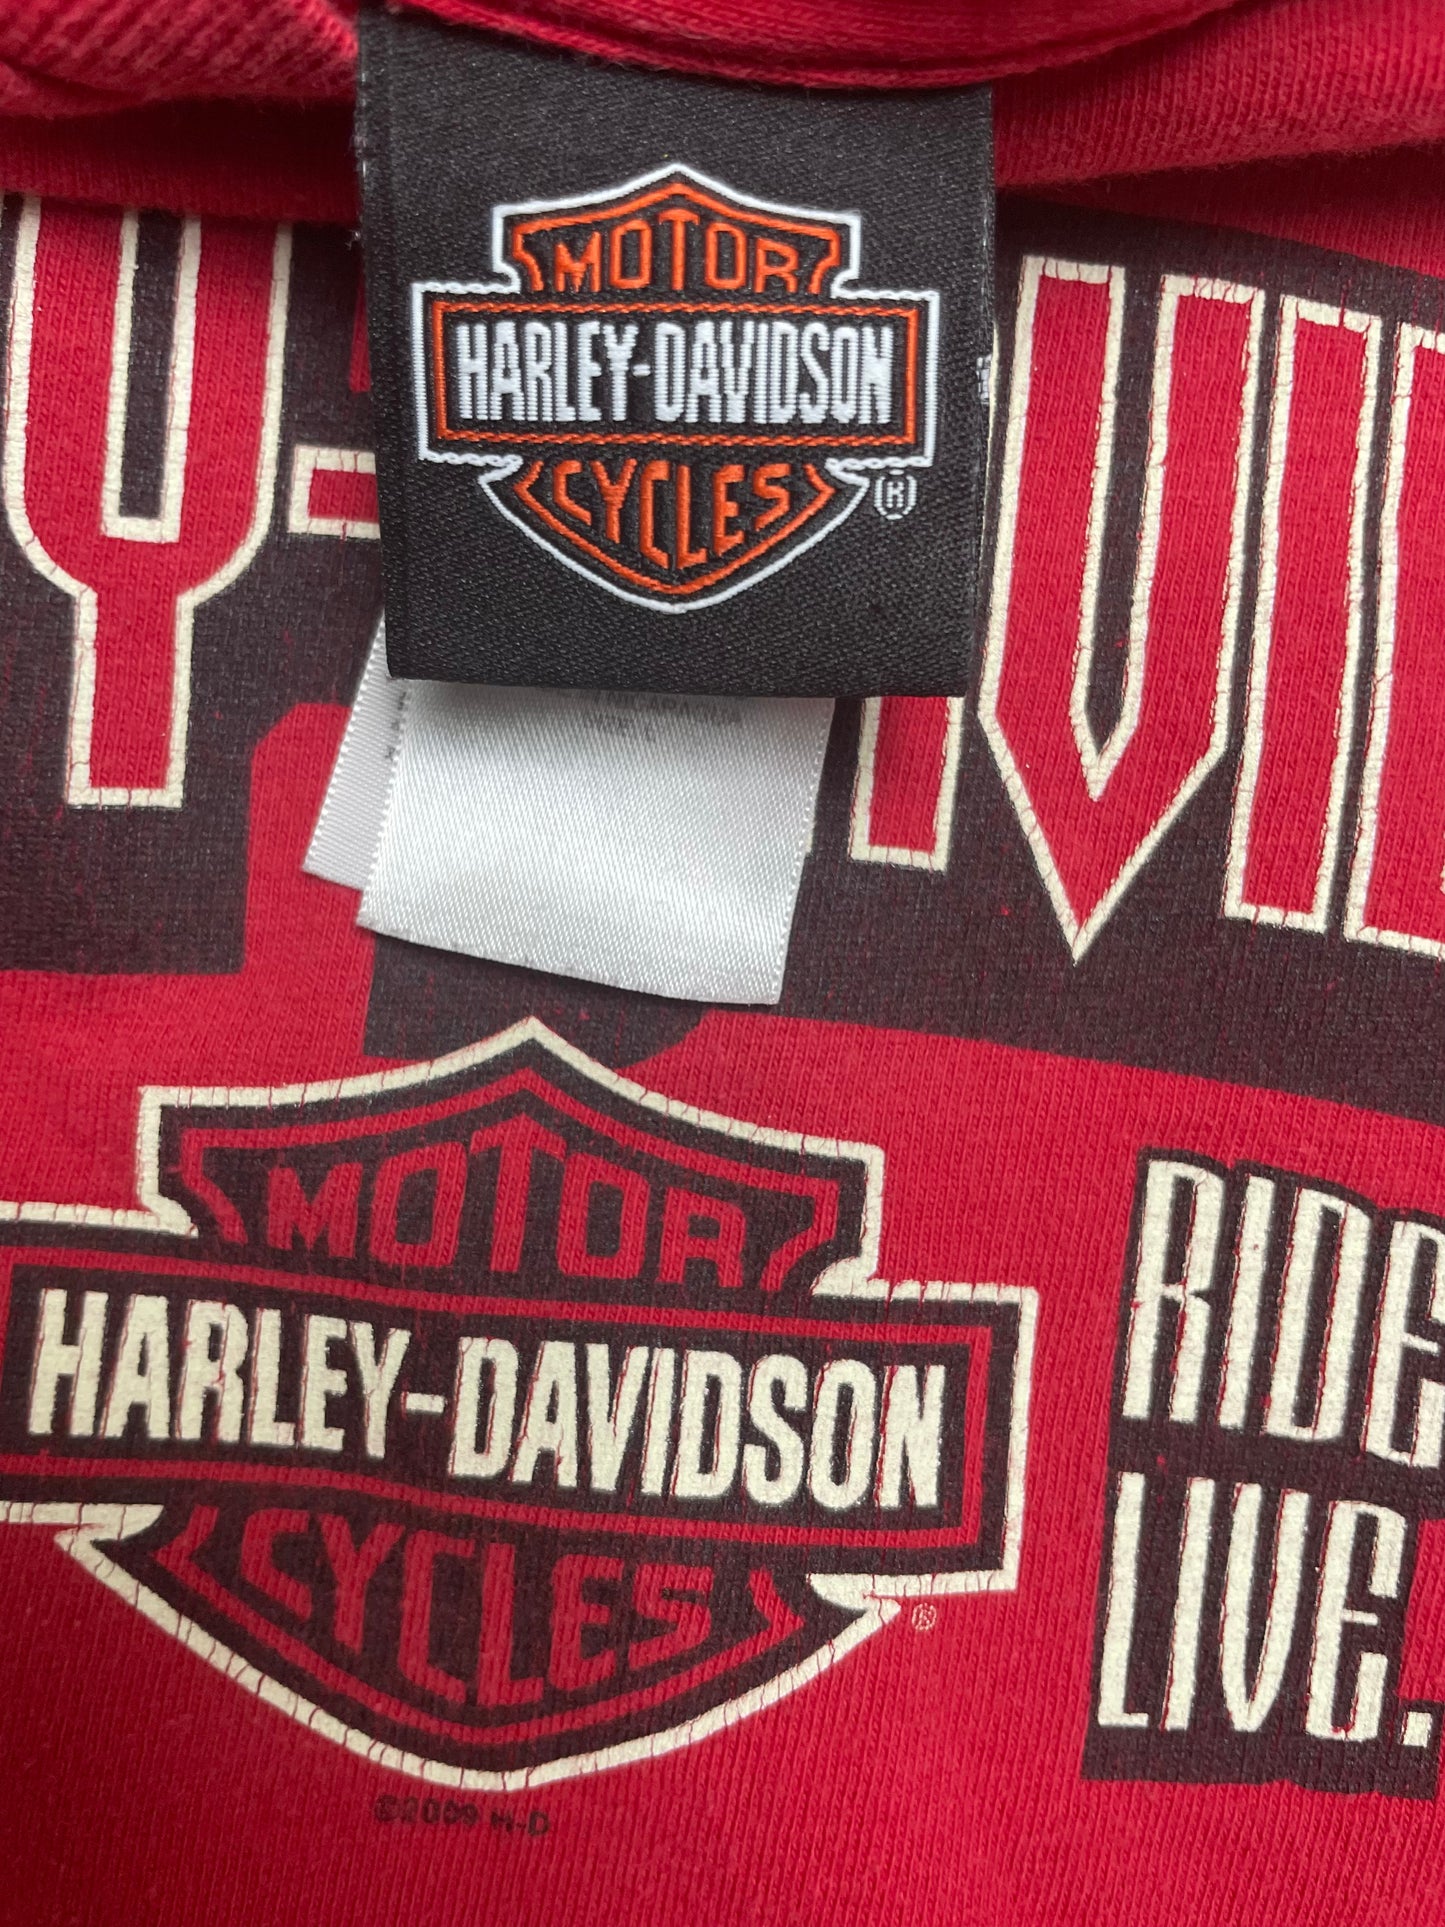 MOTOR
HARLEY-DAVIDSON
CYCLES
®
MOTOR
HARLEY-DAVIDSON
CYCLES
®
©2009 H-D
RIDE
LIVE.